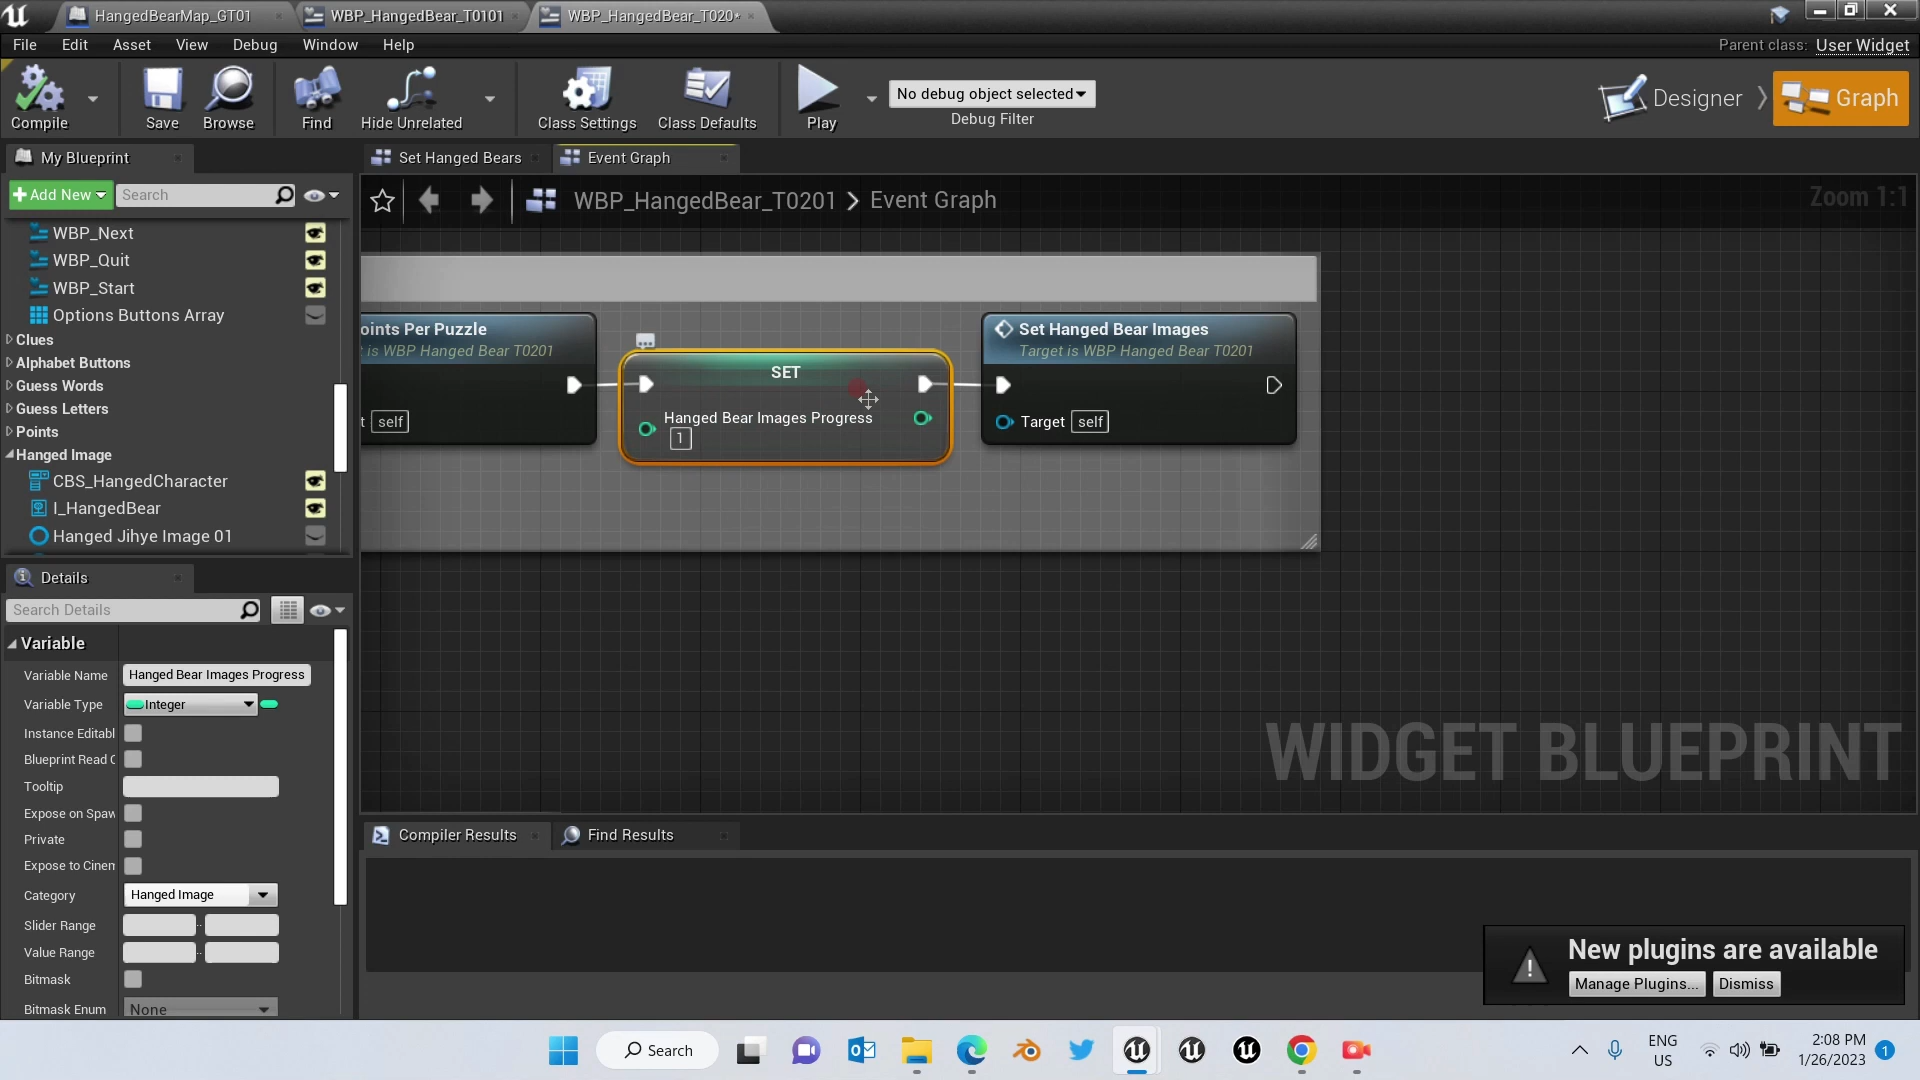 HangedBearMap_GT01
WBP_HangedBear_T0101
WBP_HangedBear_T020*
File Edit Asset View Debug Window Help
Parent class: User Widget
Compile
Save
Browse
Find
Hide Unrelated
Class Settings
Class Defaults
Play
No debug object selected
Debug Filter
Designer
Graph
My Blueprint
Set Hanged Bears
Event Graph
Add New
Search
WBP_HangedBear_T0201 > Event Graph
Zoom 1:1
WBP_Next
WBP_Quit
WBP_Start
Options Buttons Array
Clues
Alphabet Buttons
Guess Words
Guess Letters
Points
Hanged Image
CBS_HangedCharacter
I_HangedBear
Hanged Jihye Image 01
oints Per Puzzle
t is WBP Hanged Bear T0201
t self
SET
Hanged Bear Images Progress
1
Set Hanged Bear Images
Target is WBP Hanged Bear T0201
Target self
WIDGET BLUEPRINT
Details
Search Details
Variable
Variable Name Hanged Bear Images Progress
Variable Type Integer
Instance Editabl
Blueprint Read C
Tooltip
Expose on Spaw
Private
Expose to Cinem
Category Hanged Image
Slider Range
Value Range
Bitmask
Bitmask Enum None
Compiler Results
Find Results
New plugins are available
Manage Plugins...
Dismiss
Search
ENG
US
2:08 PM
1/26/2023
1